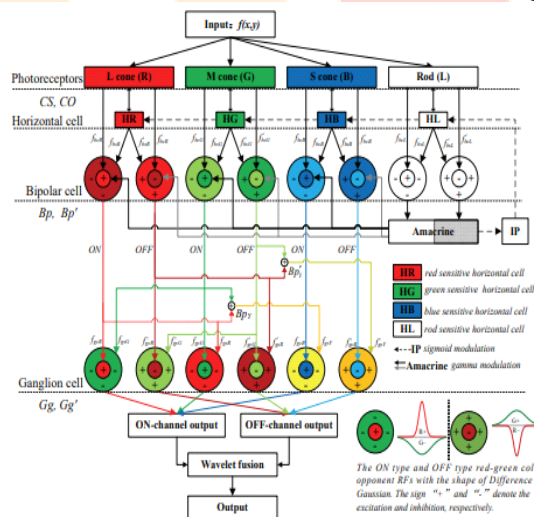 Input: f(x,y)
Photoreceptors
L cone (R)
M cone (G)
S cone (B)
Rod (L)
CS, CO
Horizontal cell
HR
HG
HB
HL
Bipolar cell
Bp, Bp'
Amacrine
IP
ON
OFF
ON
OFF
ON
OFF
HR red sensitive horizontal cell
HG green sensitive horizontal cell
HB blue sensitive horizontal cell
HL rod sensitive horizontal cell
IP sigmoid modulation
Amacrine gamma modulation
Ganglion cell
Gg, Gg'
ON-channel output
OFF-channel output
Wavelet fusion
Output
R+
G-
G+
R-
The ON type and OFF type red-green col
opponent RFs with the shape of Difference
Gaussian. The sign "+" and "-" denote the
excitation and inhibition, respectively.